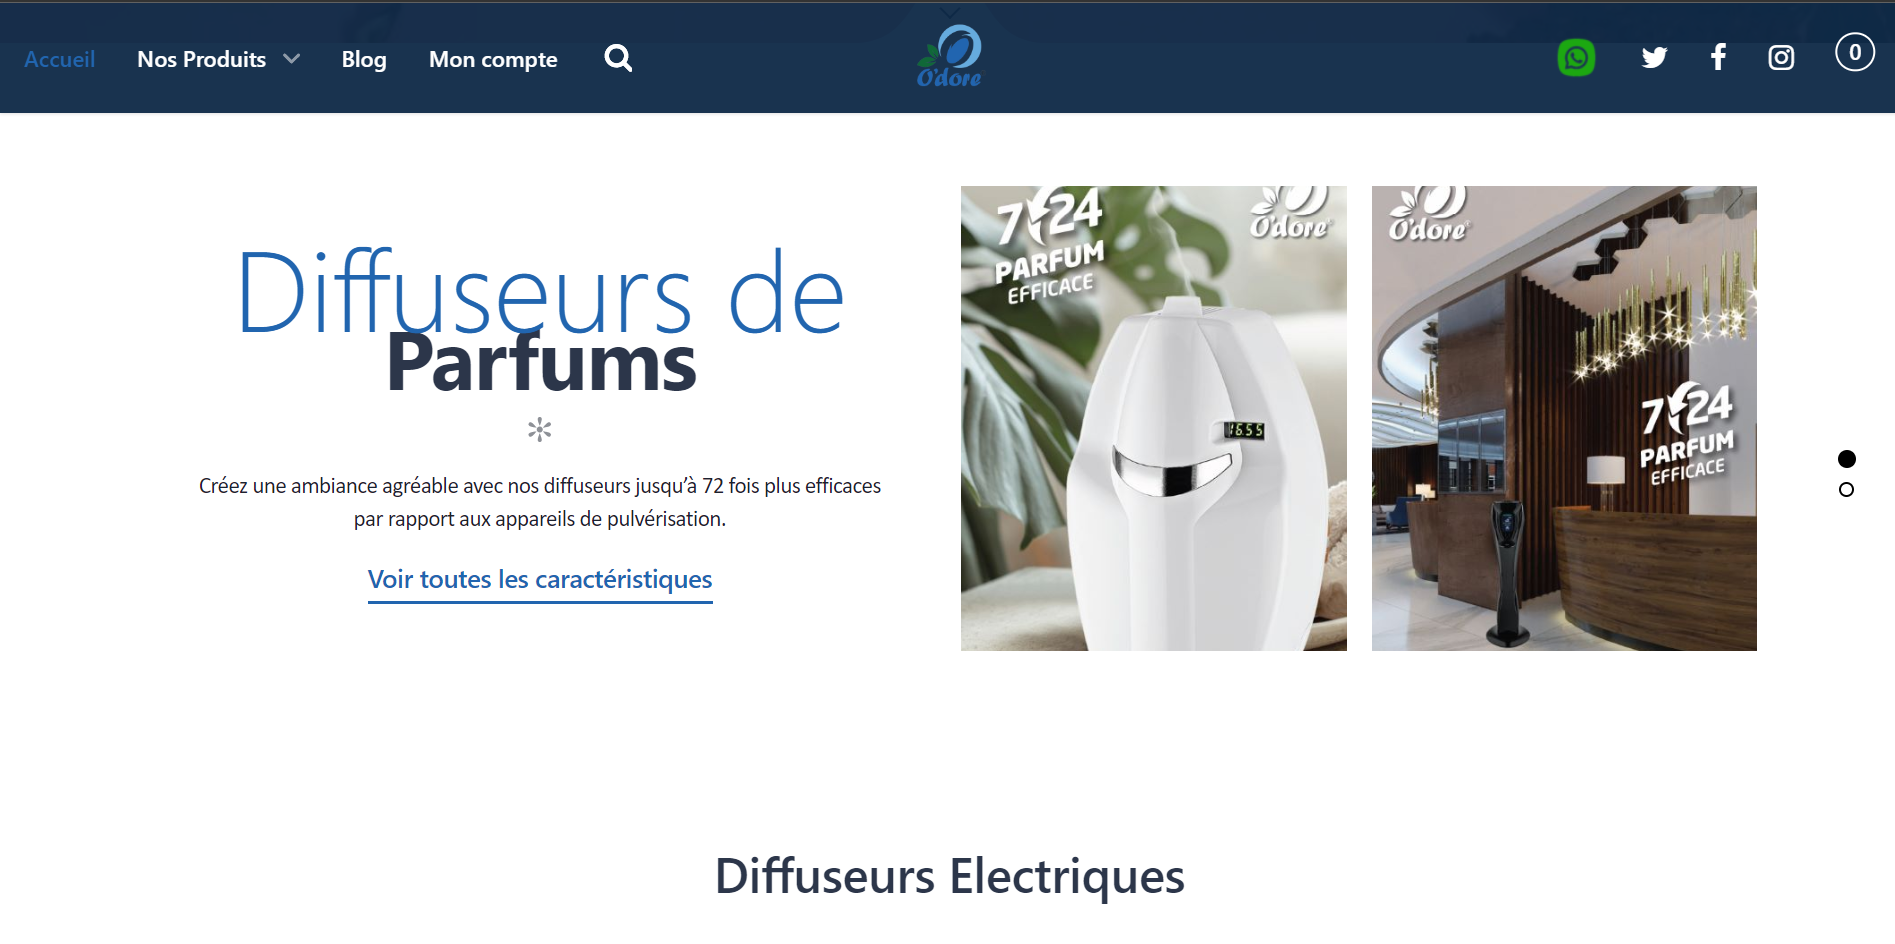 Accueil
Nos Produits
Blog
Mon compte
O'dore
0
Diffuseurs de
Parfums
Créez une ambiance agréable avec nos diffuseurs jusqu’à 72 fois plus efficaces
par rapport aux appareils de pulvérisation.
Voir toutes les caractéristiques
7 24
PARFUM
EFFICACE
O'dore
16.55
O'dore
7 24
PARFUM
EFFICACE
Diffuseurs Electriques